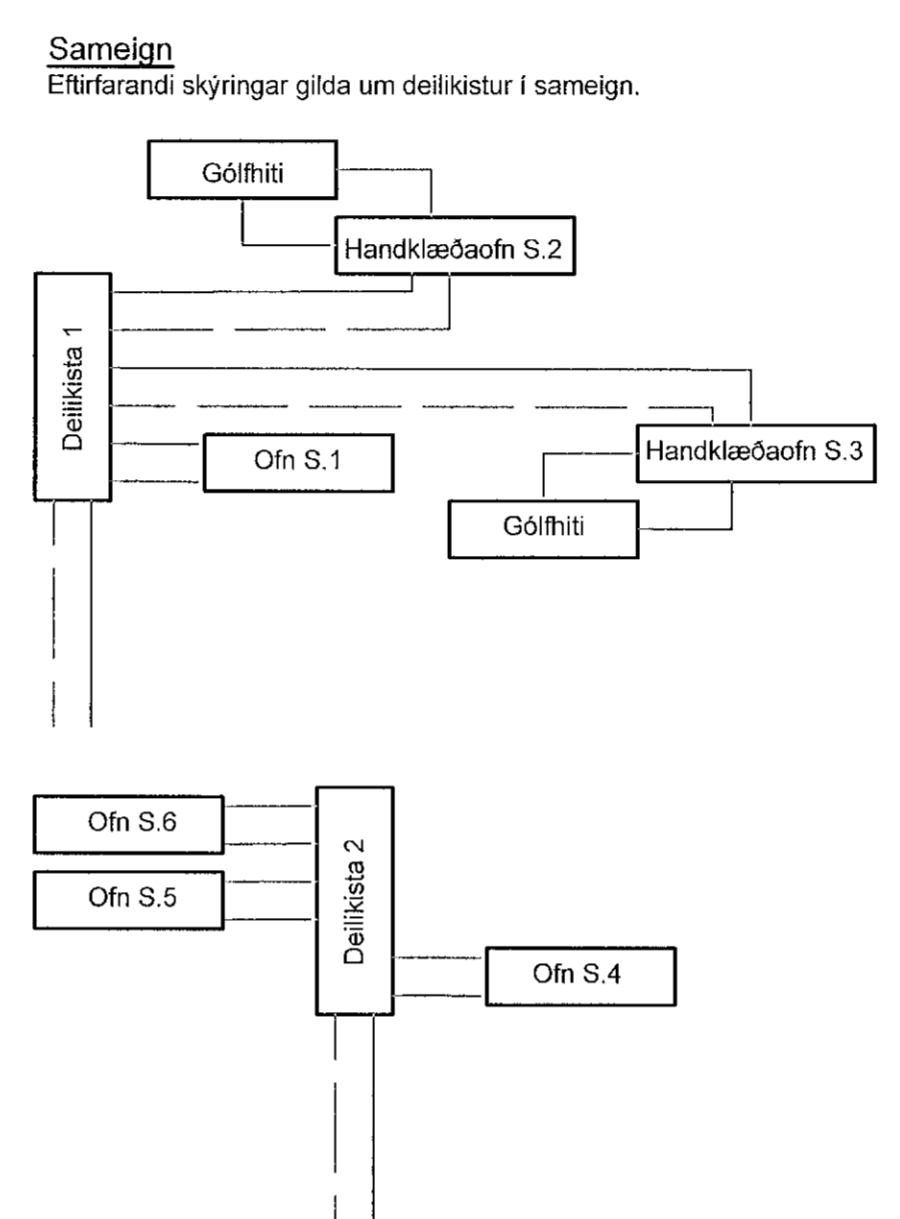 Sameign
Eftirfarandi skýringar gilda um deilikistur í sameign.
Gólfhiti
Handklæðaofn S.2
Deilikista 1
Ofn S.1
Handklæðaofn S.3
Gólfhiti
Ofn S.6
Ofn S.5
Deilikista 2
Ofn S.4